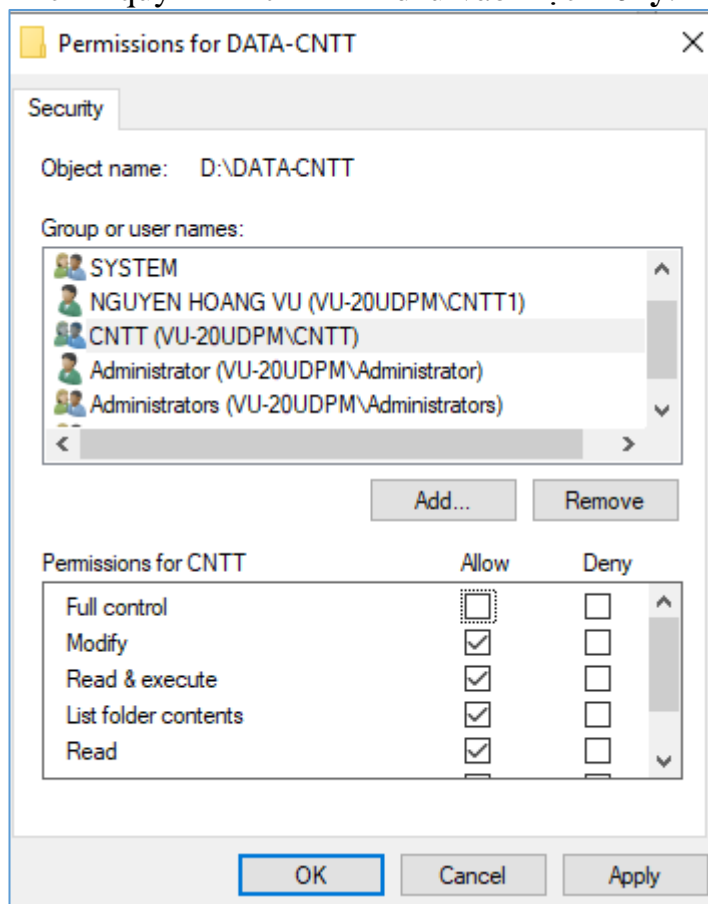 quy
Permissions for DATA-CNTT
Security
Object name: D:\DATA-CNTT
Group or user names:
SYSTEM
NGUYEN HOANG VU (VU-20UDPM\CNTT1)
CNTT (VU-20UDPM\CNTT)
Administrator (VU-20UDPM\Administrator)
Administrators (VU-20UDPM\Administrators)
Add... Remove
Permissions for CNTT Allow Deny
Full control
Modify
Read & execute
List folder contents
Read
OK Cancel Apply